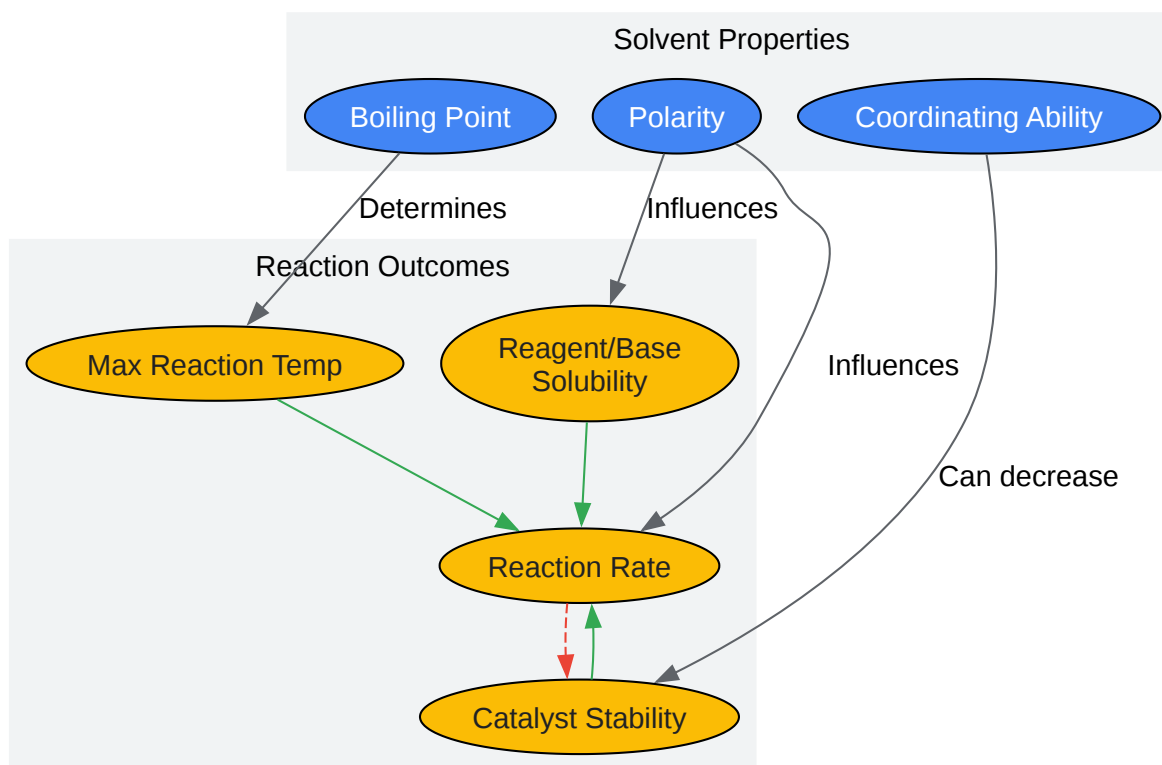 Solvent Properties
Boiling Point
Polarity
Coordinating Ability
Determines
Influences
Reaction Outcomes
Max Reaction Temp
Reagent/Base
Solubility
Influences
Can decrease
Reaction Rate
Catalyst Stability